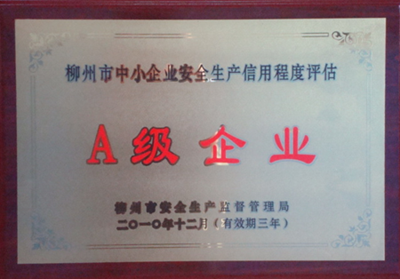 柳州市中小企业安全生产信用程度评估
A级企业
柳州市安全生产监督管理局
二〇一〇年十二月（有效期三年）